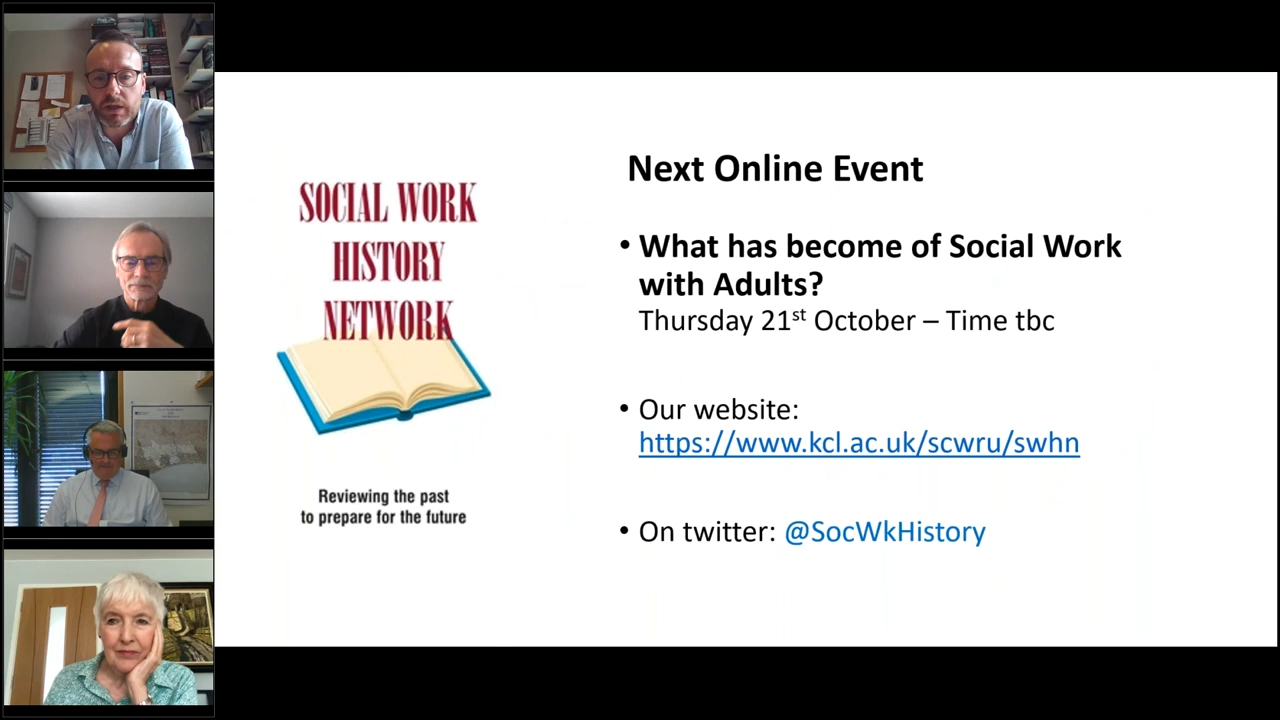 SOCIAL WORK
HISTORY
NETWORK
Reviewing the past
to prepare for the future
Next Online Event
• What has become of Social Work
with Adults?
Thursday 21st October – Time tbc
• Our website:
https://www.kcl.ac.uk/scwru/swhn
• On twitter: @SocWkHistory